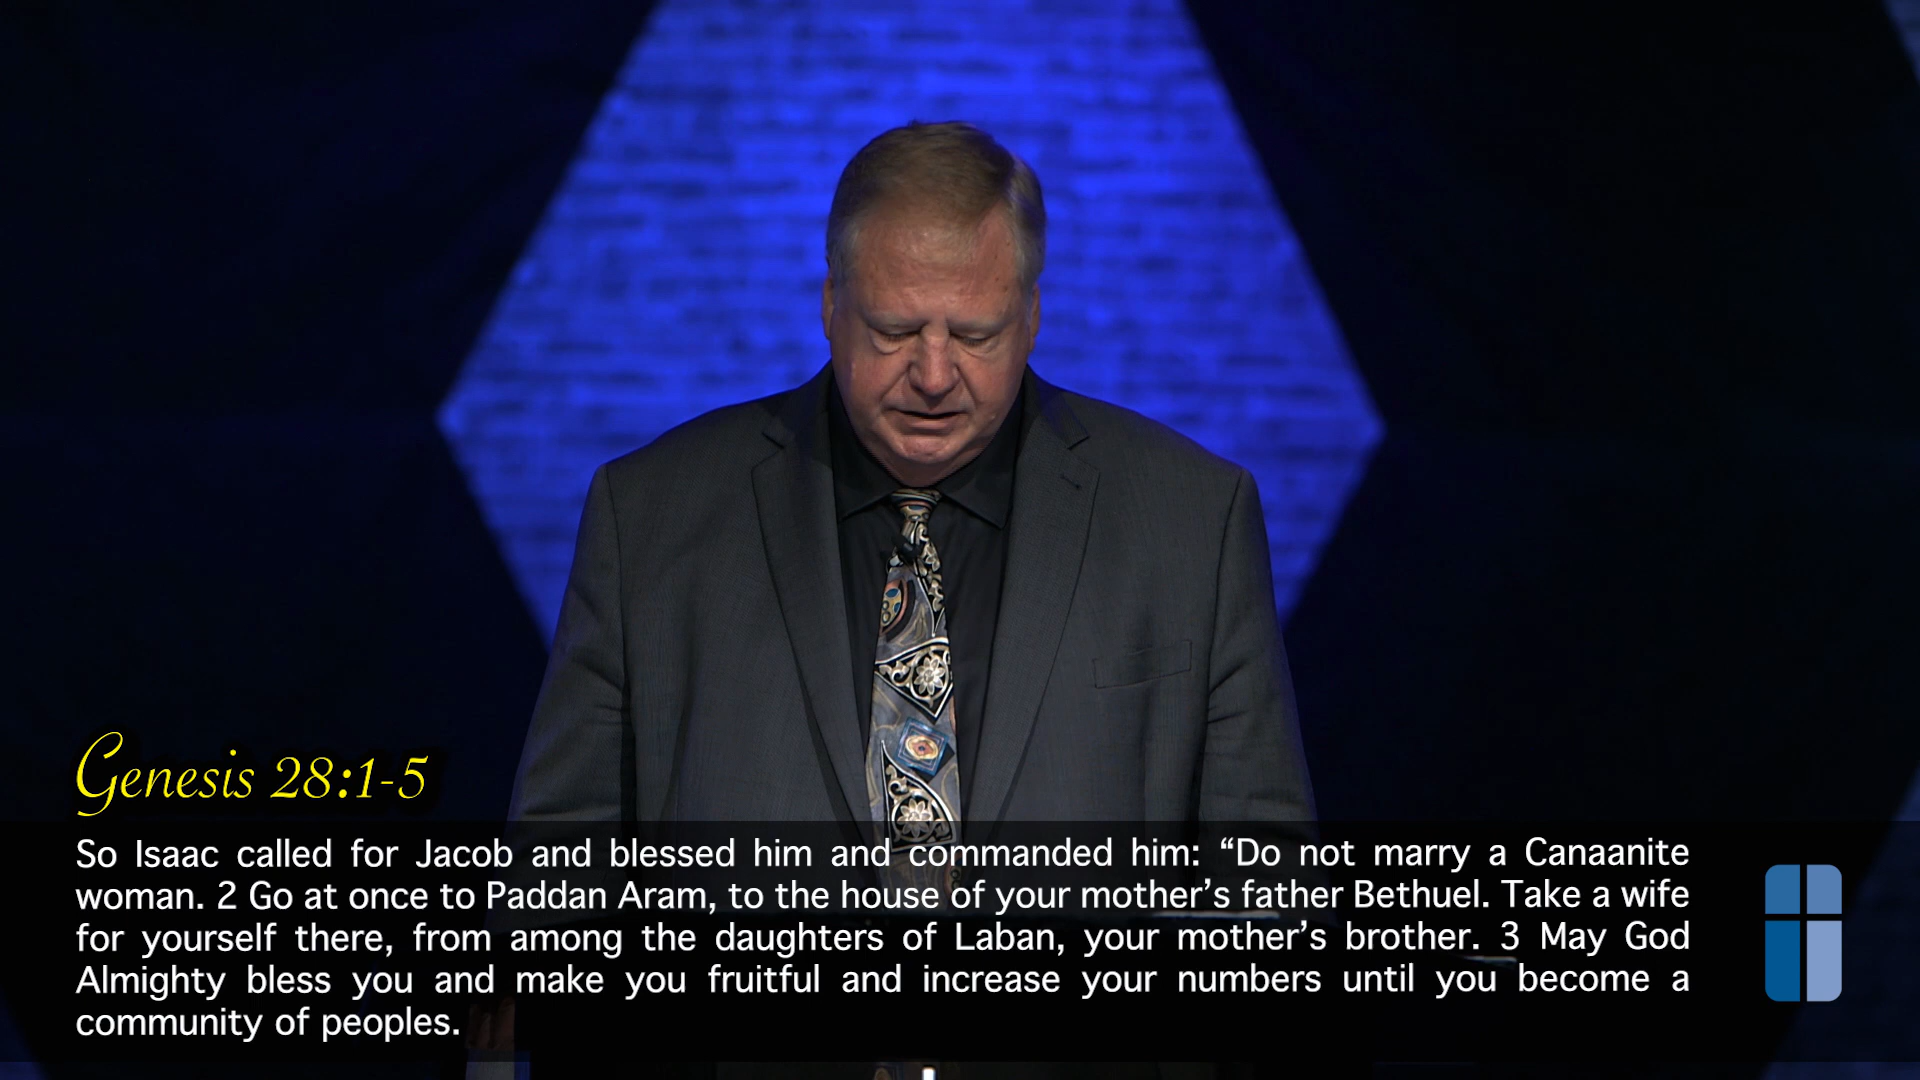 Genesis 28:1-5
So Isaac called for Jacob and blessed him and commanded him: “Do not marry a Canaanite
woman. 2 Go at once to Paddan Aram, to the house of your mother’s father Bethuel. Take a wife
for yourself there, from among the daughters of Laban, your mother’s brother. 3 May God
Almighty bless you and make you fruitful and increase your numbers until you become a
community of peoples.